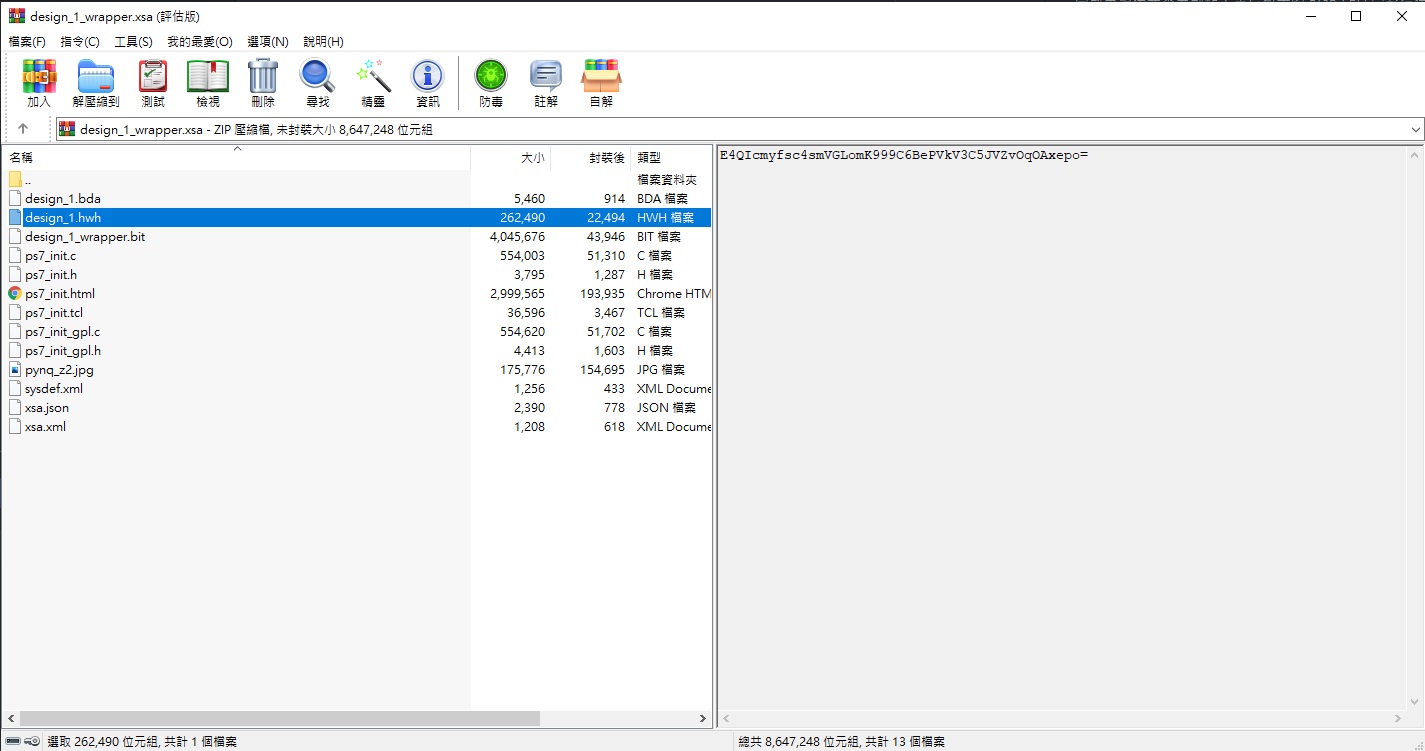 design_1_wrapper.xsa (評估版)
檔案(F) 指令(C) 工具(S) 我的最愛(O) 選項(N) 說明(H)
加入 解壓縮到 測試 檢視 刪除 尋找 精靈 資訊 防毒 註解 自解
design_1_wrapper.xsa - ZIP 壓縮檔, 未封裝大小 8,647,248 位元組
名稱 大小 封裝後 類型
.. 檔案資料夾
design_1.bda 5,460 914 BDA 檔案
design_1.hwh 262,490 22,494 HWH 檔案
design_1_wrapper.bit 4,045,676 43,946 BIT 檔案
ps7_init.c 554,003 51,310 C 檔案
ps7_init.h 3,795 1,287 H 檔案
ps7_init.html 2,999,565 193,935 Chrome HTM
ps7_init.tcl 36,596 3,467 TCL 檔案
ps7_init_gpl.c 554,620 51,702 C 檔案
ps7_init_gpl.h 4,413 1,603 H 檔案
pynq_z2.jpg 175,776 154,695 JPG 檔案
sysdef.xml 1,256 433 XML Docume
xsa.json 2,390 778 JSON 檔案
xsa.xml 1,208 618 XML Docume
E4QIcmyfsc4smVGLomK999C6BePVkV3C5JVZvOqOAxepo=
選取 262,490 位元組, 共計 1 個檔案
總共 8,647,248 位元組, 共計 13 個檔案